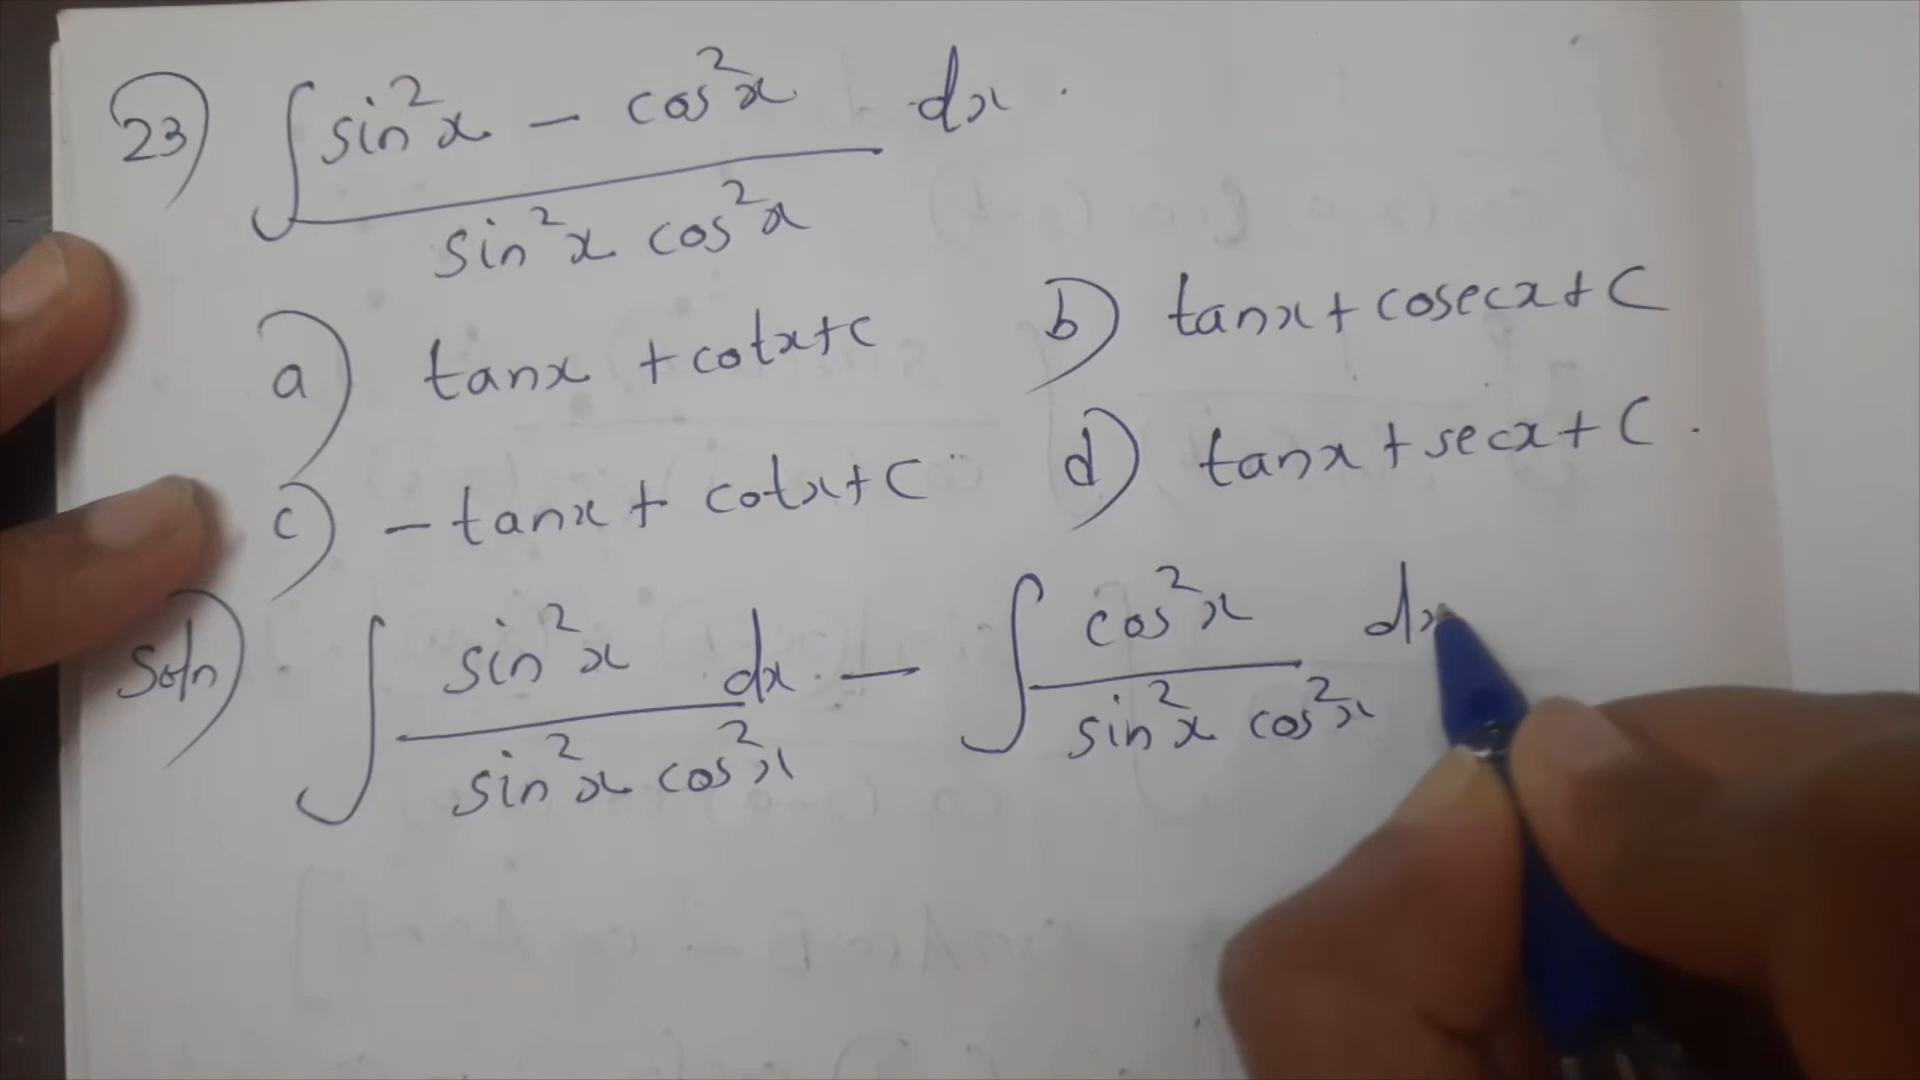 23) ∫ sin²x − cos²x / sin²x cos²x dx.
a) tanx + cotx + c b) tanx + cosecx + C
c) − tanx + cotx + C d) tanx + secx + C.
Soln) ∫ sin²x / sin²x cos²x dx − ∫ cos²x / sin²x cos²x dx